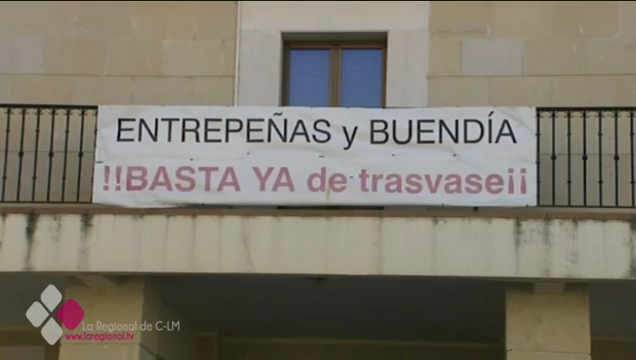 ENTREPEÑAS y BUENDÍA
!!BASTA YA de trasvase¡¡
La Regional de C-LM
www.laregional.tv